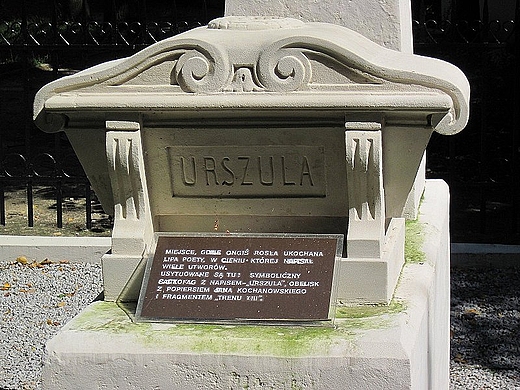 URSZULA
MIEJSCE, GDZIE ONGIŚ ROSŁA UKOCHANA
LIPA POETY, W CIENIU KTÓREJ NAPISAŁ
WIELE UTWORÓW.
USYTUOWANE SĄ TU: SYMBOLICZNY
SARKOFAG Z NAPISEM-„URSZULA", OBELISK
Z POPIERSIEM JANA KOCHANOWSKIEGO
I FRAGMENTEM „TRENU XIII".